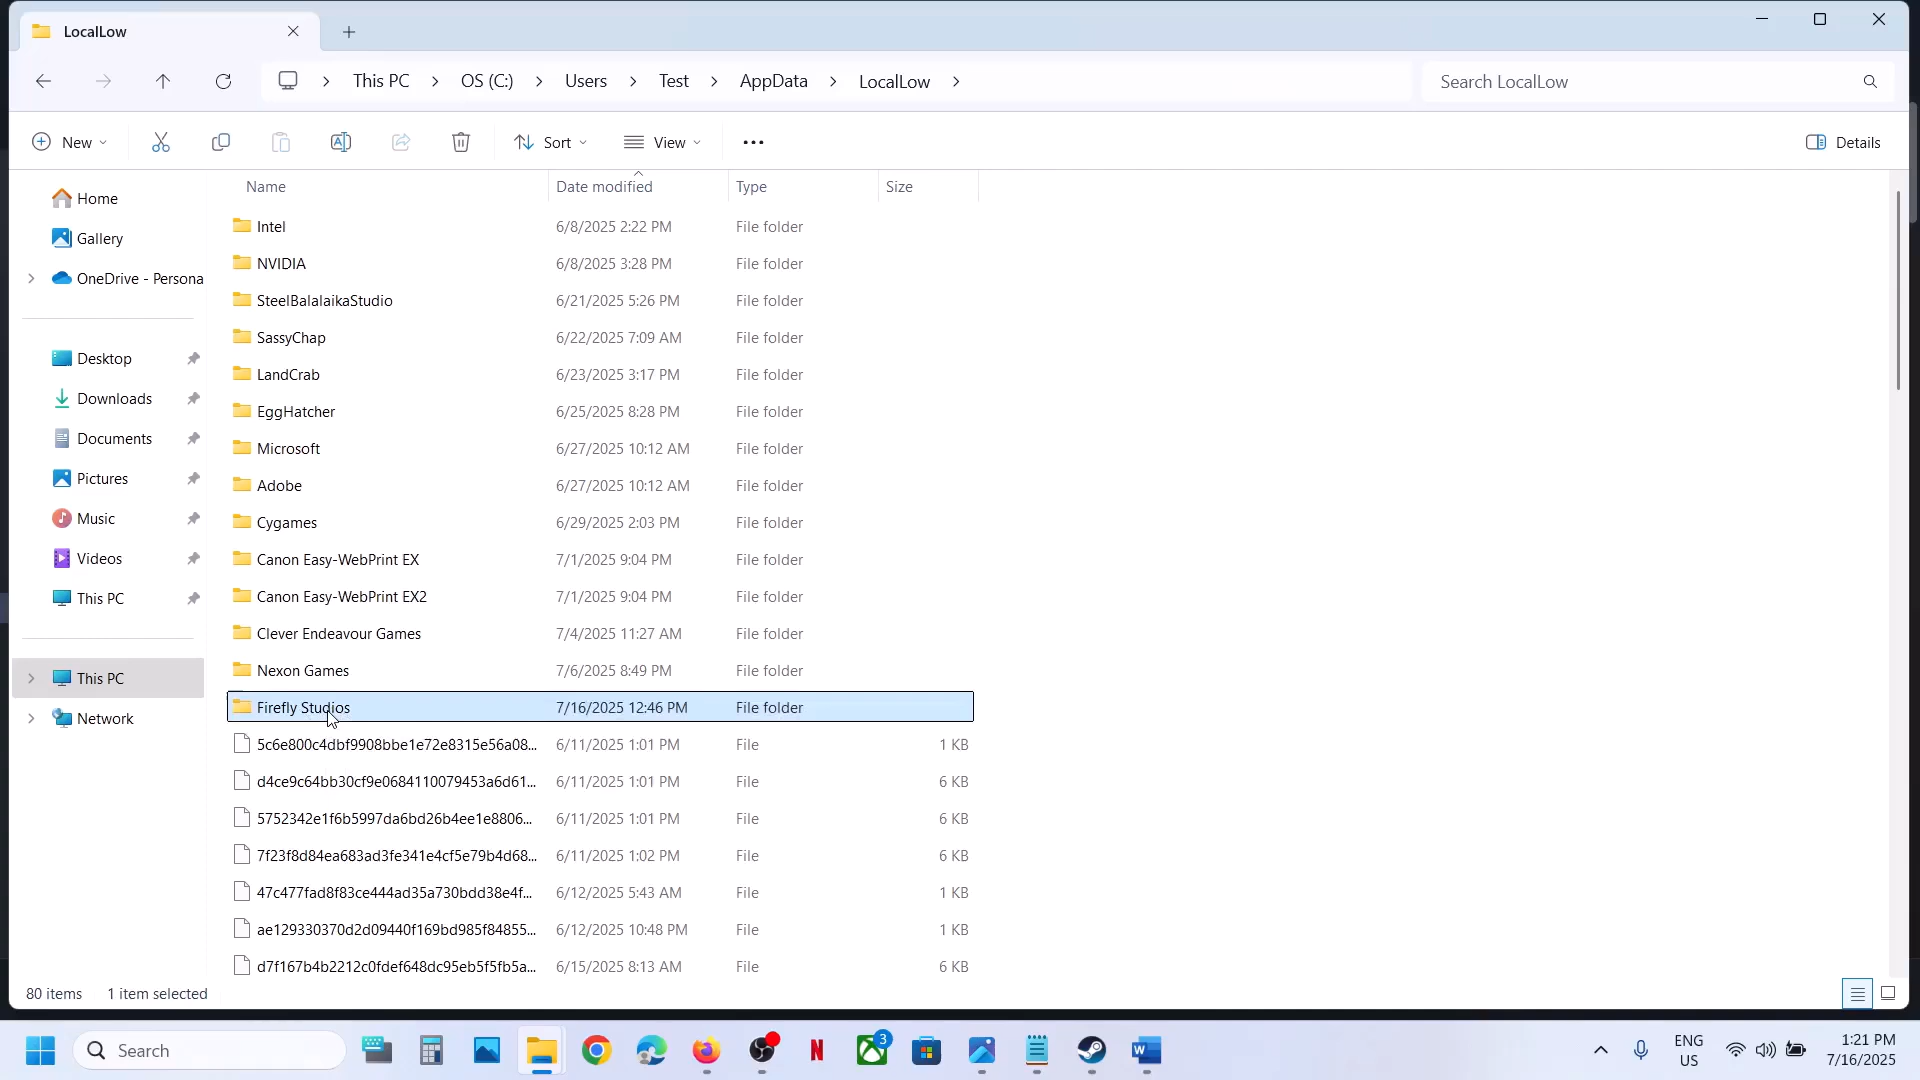 LocalLow
This PC > OS (C:) > Users > Test > AppData > LocalLow >
Search LocalLow
New
Sort
View
Details
Name Date modified Type Size
Home
Gallery
OneDrive - Persona
Desktop
Downloads
Documents
Pictures
Music
Videos
This PC
This PC
Network
Intel 6/8/2025 2:22 PM File folder
NVIDIA 6/8/2025 3:28 PM File folder
SteelBalalaikaStudio 6/21/2025 5:26 PM File folder
SassyChap 6/22/2025 7:09 AM File folder
LandCrab 6/23/2025 3:17 PM File folder
EggHatcher 6/25/2025 8:28 PM File folder
Microsoft 6/27/2025 10:12 AM File folder
Adobe 6/27/2025 10:12 AM File folder
Cygames 6/29/2025 2:03 PM File folder
Canon Easy-WebPrint EX 7/1/2025 9:04 PM File folder
Canon Easy-WebPrint EX2 7/1/2025 9:04 PM File folder
Clever Endeavour Games 7/4/2025 11:27 AM File folder
Nexon Games 7/6/2025 8:49 PM File folder
Firefly Studios 7/16/2025 12:46 PM File folder
5c6e800c4dbf9908bbe1e72e8315e56a08... 6/11/2025 1:01 PM File 1 KB
d4ce9c64bb30cf9e0684110079453a6d61... 6/11/2025 1:01 PM File 6 KB
5752342e1f6b5997da6bd26b4ee1e8806... 6/11/2025 1:01 PM File 6 KB
7f23f8d84ea683ad3fe341e4cf5e79b4d68... 6/11/2025 1:02 PM File 6 KB
47c477fad8f83ce444ad35a730bdd38e4f... 6/12/2025 5:43 AM File 1 KB
ae129330370d2d09440f169bd985f84855... 6/12/2025 10:48 PM File 1 KB
d7f167b4b2212c0fdef648dc95eb5f5fb5a... 6/15/2025 8:13 AM File 6 KB
80 items 1 item selected
Search
3
ENG
US
1:21 PM
7/16/2025